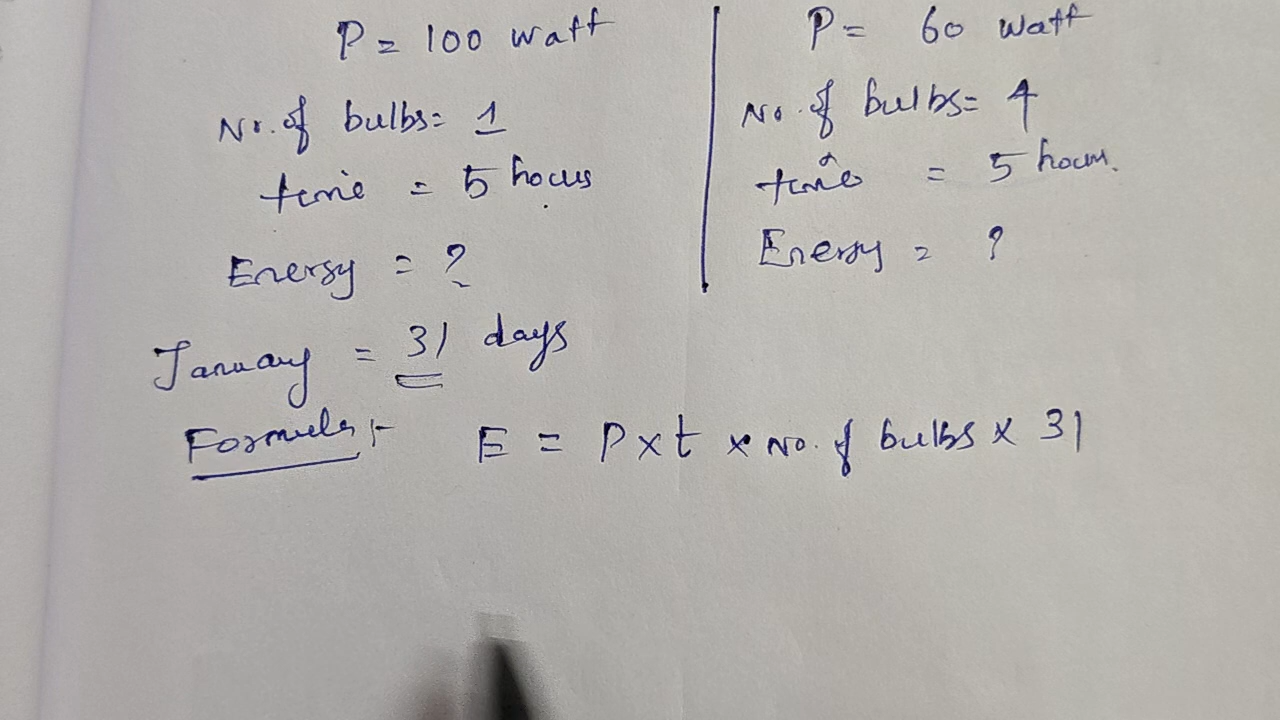 P = 100 watt
No. of bulbs = 1
time = 5 hours
Energy = ?
P = 60 watt
No. of bulbs = 4
time = 5 hours.
Energy = ?
January = 31 days
Formula :- E = P x t x No. of bulbs x 31